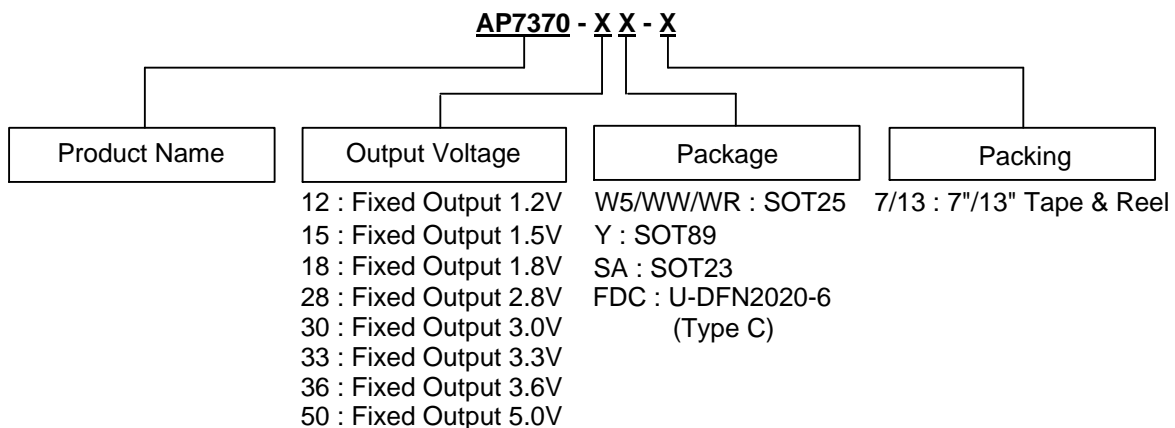 AP7370 - X X - X
Product Name
Output Voltage
Package
Packing
12 : Fixed Output 1.2V
15 : Fixed Output 1.5V
18 : Fixed Output 1.8V
28 : Fixed Output 2.8V
30 : Fixed Output 3.0V
33 : Fixed Output 3.3V
36 : Fixed Output 3.6V
50 : Fixed Output 5.0V
W5/WW/WR : SOT25
Y : SOT89
SA : SOT23
FDC : U-DFN2020-6
(Type C)
7/13 : 7"/13" Tape & Reel